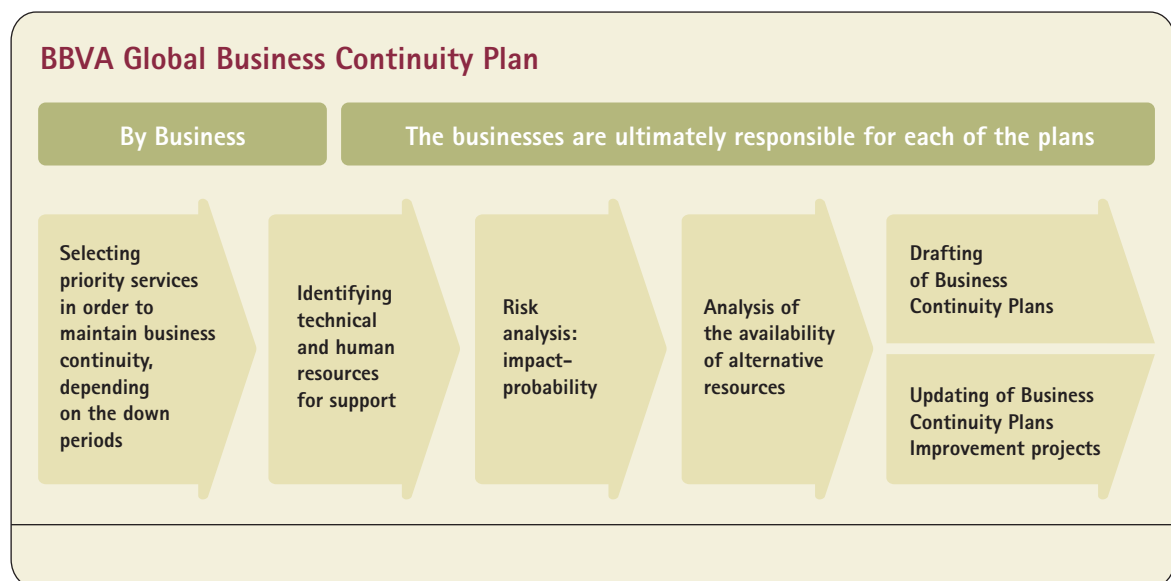 BBVA Global Business Continuity Plan
By Business
The businesses are ultimately responsible for each of the plans
Selecting
priority services
in order to
maintain business
continuity,
depending
on the down
periods
Identifying
technical
and human
resources
for support
Risk
analysis:
impact-
probability
Analysis of
the availability
of alternative
resources
Drafting
of Business
Continuity Plans
Updating of Business
Continuity Plans
Improvement projects